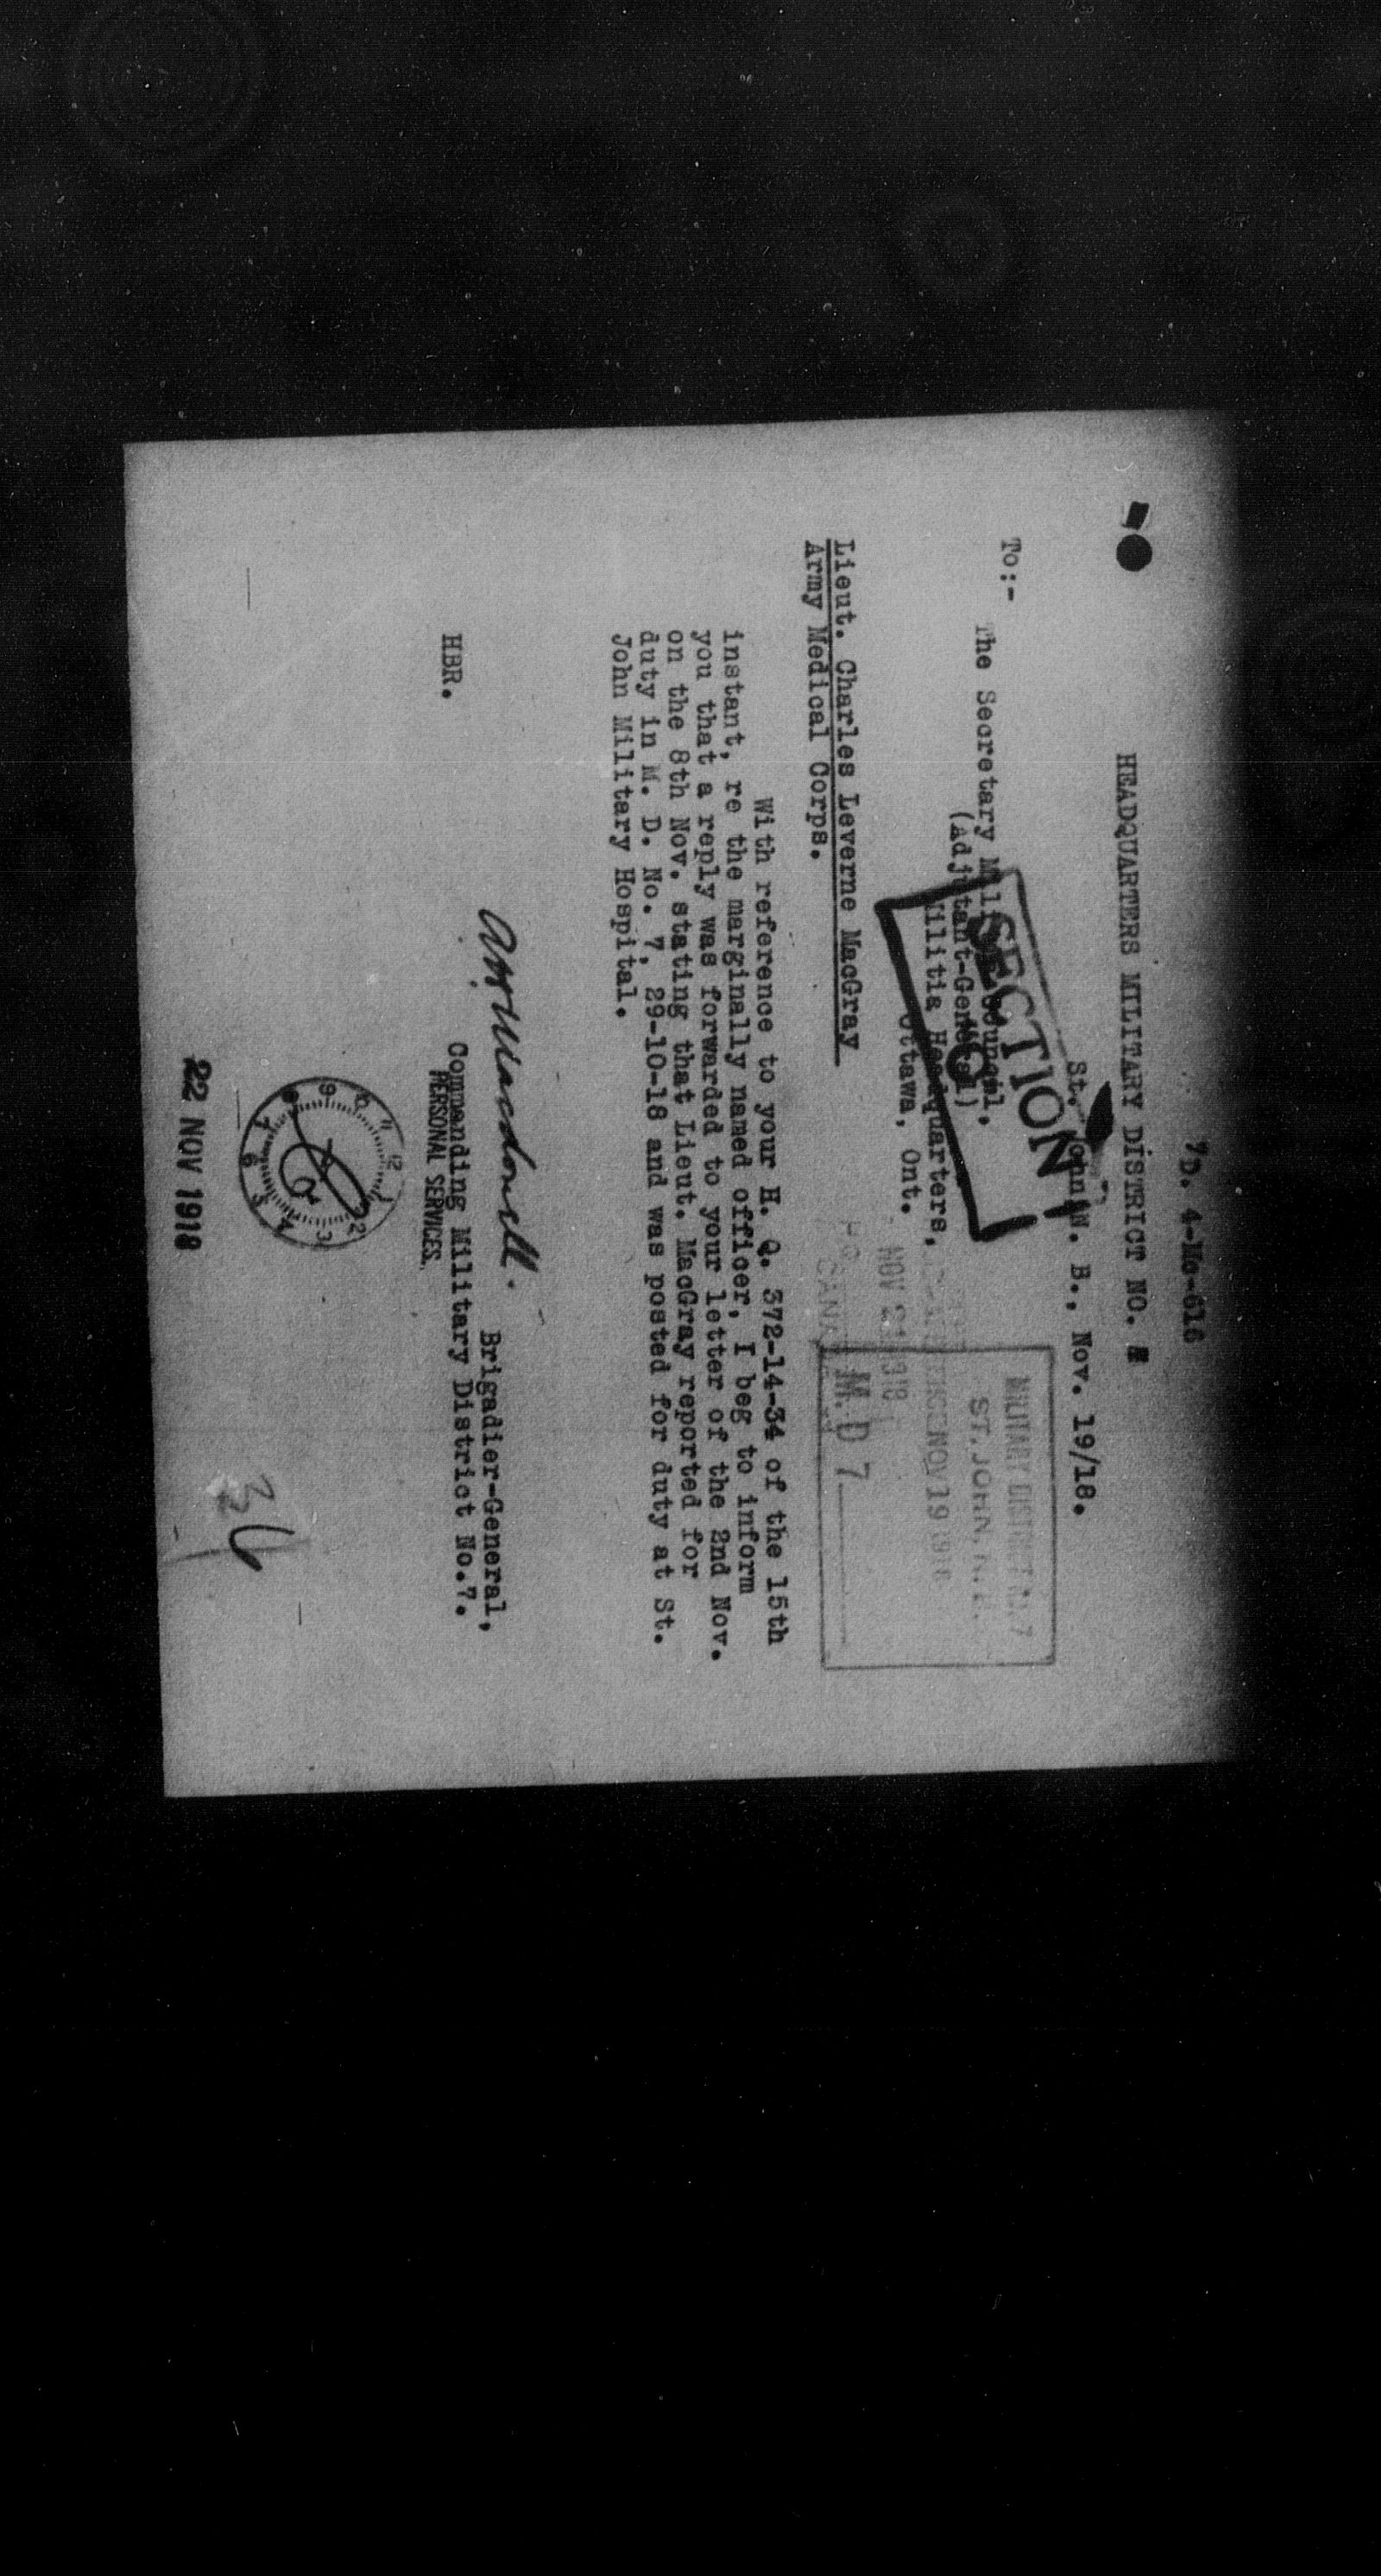 7D. 4-Mc-616
HEADQUARTERS MILITARY DISTRICT NO.
St. John N. B., Nov. 19/18.
To:- The Secretary Militia Council,
(Adjutant-General)
Militia Headquarters,
Ottawa, Ont.
SECTION
MILITARY DISTRICT No. 7
ST. JOHN, N.B.
NOV 19 1918
M.D 7
NOV 21 1918
Lieut. Charles Leverne MacGray
Army Medical Corps.
With reference to your H. Q. 372-14-34 of the 15th
instant, re the marginally named officer, I beg to inform
you that a reply was forwarded to your letter of the 2nd Nov.
on the 8th Nov. stating that Lieut. MacGray reported for
duty in M. D. No. 7, 29-10-18 and was posted for duty at St.
John Military Hospital.
Brigadier-General,
Commanding Military District No.7.
HBR.
PERSONAL SERVICES.
22 NOV 1918